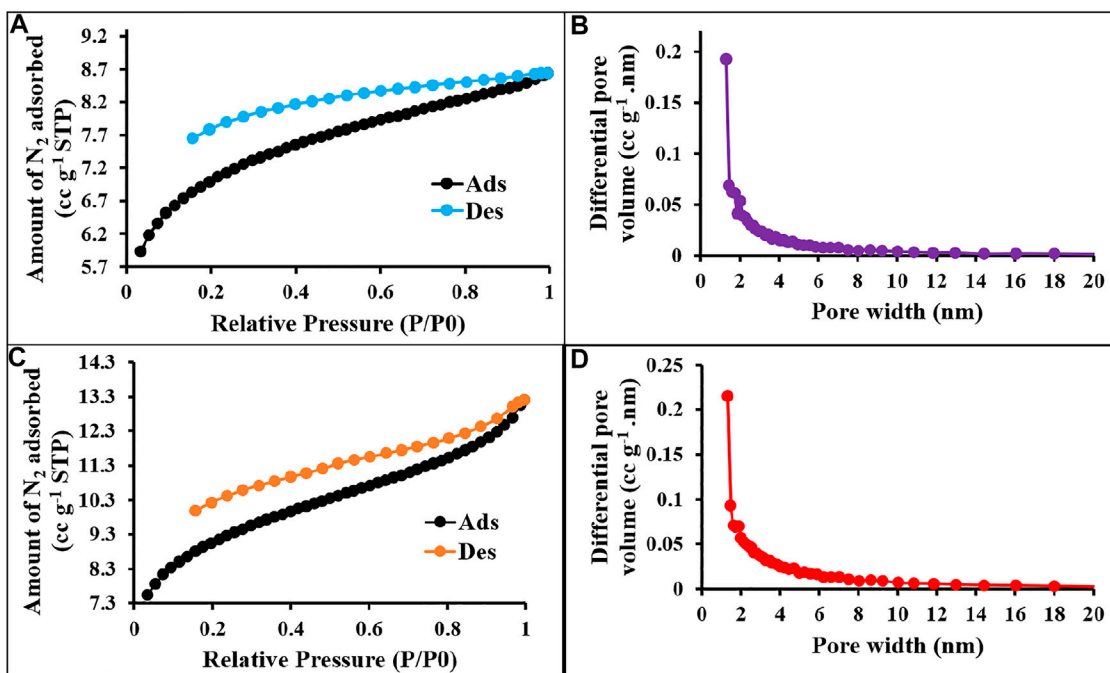 A
Amount of N2 adsorbed
(cc g-1 STP)
9.2
8.7
8.2
7.7
7.2
6.7
6.2
5.7
Ads
Des
0 0.2 0.4 0.6 0.8 1
Relative Pressure (P/P0)
B
Differential pore
volume (cc g-1 .nm)
0.2
0.15
0.1
0.05
0
0 2 4 6 8 10 12 14 16 18 20
Pore width (nm)
C
Amount of N2 adsorbed
(cc g-1 STP)
14.3
13.3
12.3
11.3
10.3
9.3
8.3
7.3
Ads
Des
0 0.2 0.4 0.6 0.8 1
Relative Pressure (P/P0)
D
Differential pore
volume (cc g-1 .nm)
0.25
0.2
0.15
0.1
0.05
0
0 2 4 6 8 10 12 14 16 18 20
Pore width (nm)